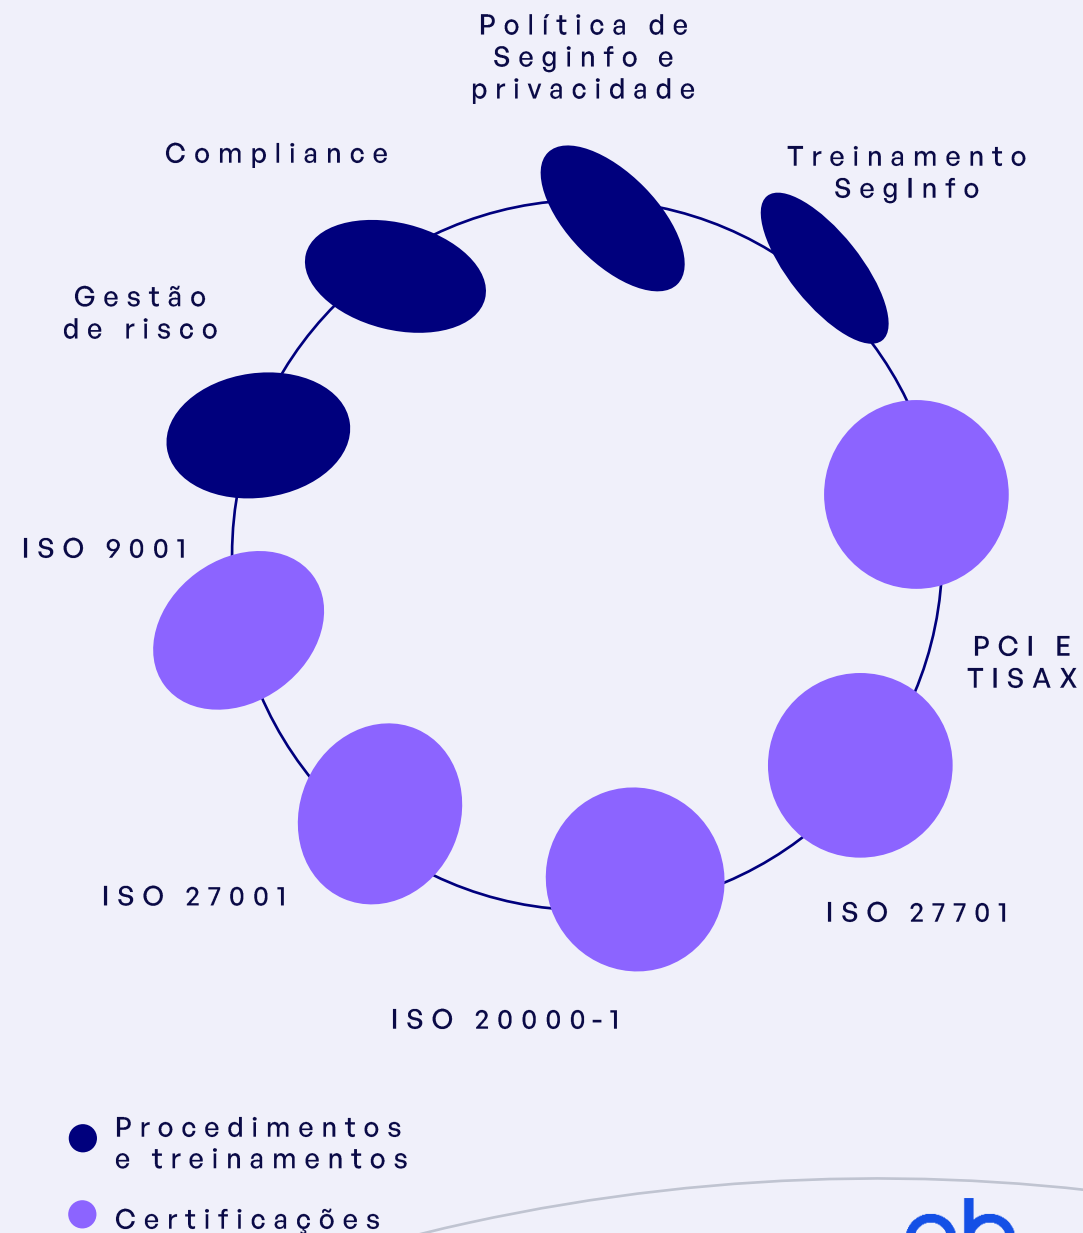 Política de
Seginfo e
privacidade
Compliance
Treinamento
SegInfo
Gestão
de risco
ISO 9001
PCI E
TISAX
ISO 27001
ISO 27701
ISO 20000-1
Procedimentos
e treinamentos
Certificações